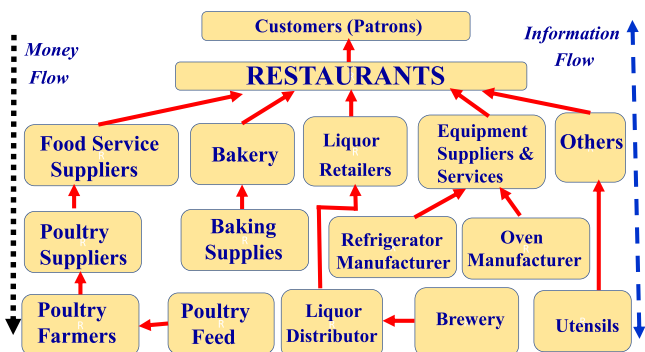 Customers (Patrons)
Money
Flow
Information
Flow
RESTAURANTS
Food Service
Suppliers
Bakery
Liquor
Retailers
Equipment
Suppliers &
Services
Others
Poultry
Suppliers
Baking
Supplies
Refrigerator
Manufacturer
Oven
Manufacturer
Poultry
Farmers
Poultry
Feed
Liquor
Distributor
Brewery
Utensils